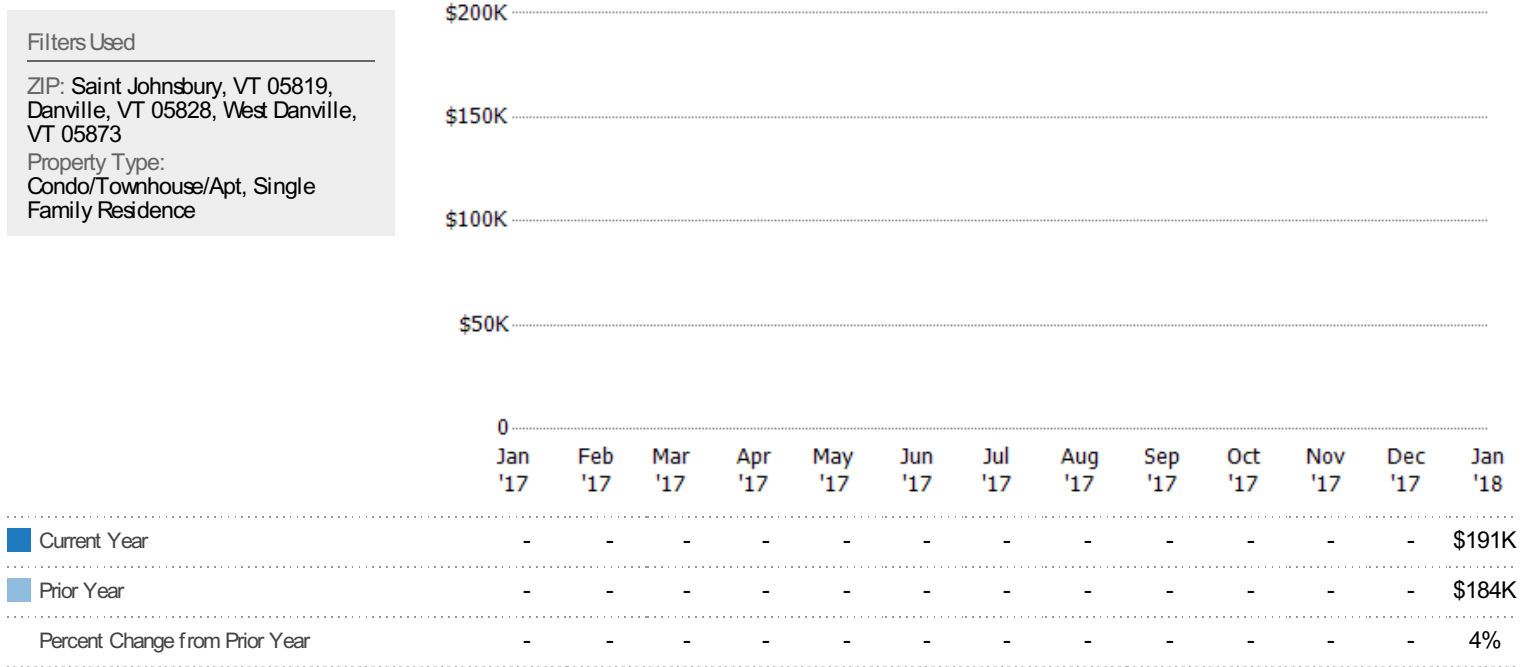 Filters Used
ZIP: Saint Johnsbury, VT 05819,
Danville, VT 05828, West Danville,
VT 05873
Property Type:
Condo/Townhouse/Apt, Single
Family Residence
$200K
$150K
$100K
$50K
0
Jan Feb Mar Apr May Jun Jul Aug Sep Oct Nov Dec Jan
'17 '17 '17 '17 '17 '17 '17 '17 '17 '17 '17 '17 '18
Current Year - - - - - - - - - - - - $191K
Prior Year - - - - - - - - - - - - $184K
Percent Change from Prior Year - - - - - - - - - - - - 4%